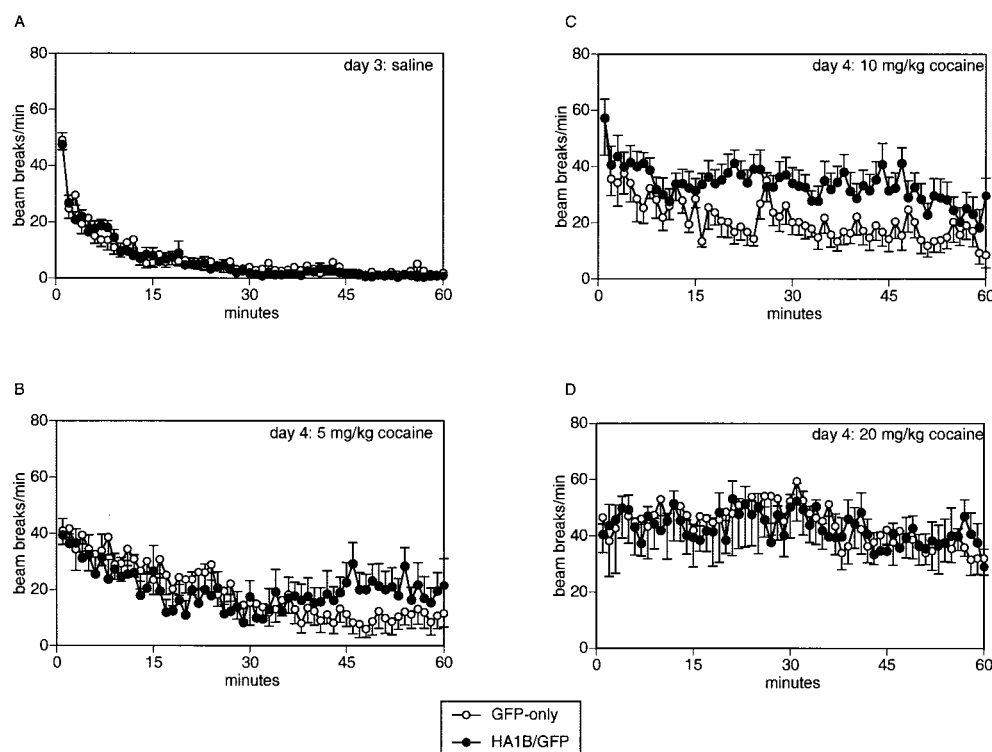 A
day 3: saline
80
60
40
20
0
beam breaks/min
0 15 30 45 60
minutes
B
day 4: 5 mg/kg cocaine
80
60
40
20
0
beam breaks/min
0 15 30 45 60
minutes
C
day 4: 10 mg/kg cocaine
80
60
40
20
0
beam breaks/min
0 15 30 45 60
minutes
D
day 4: 20 mg/kg cocaine
80
60
40
20
0
beam breaks/min
0 15 30 45 60
minutes
GFP-only
HA1B/GFP